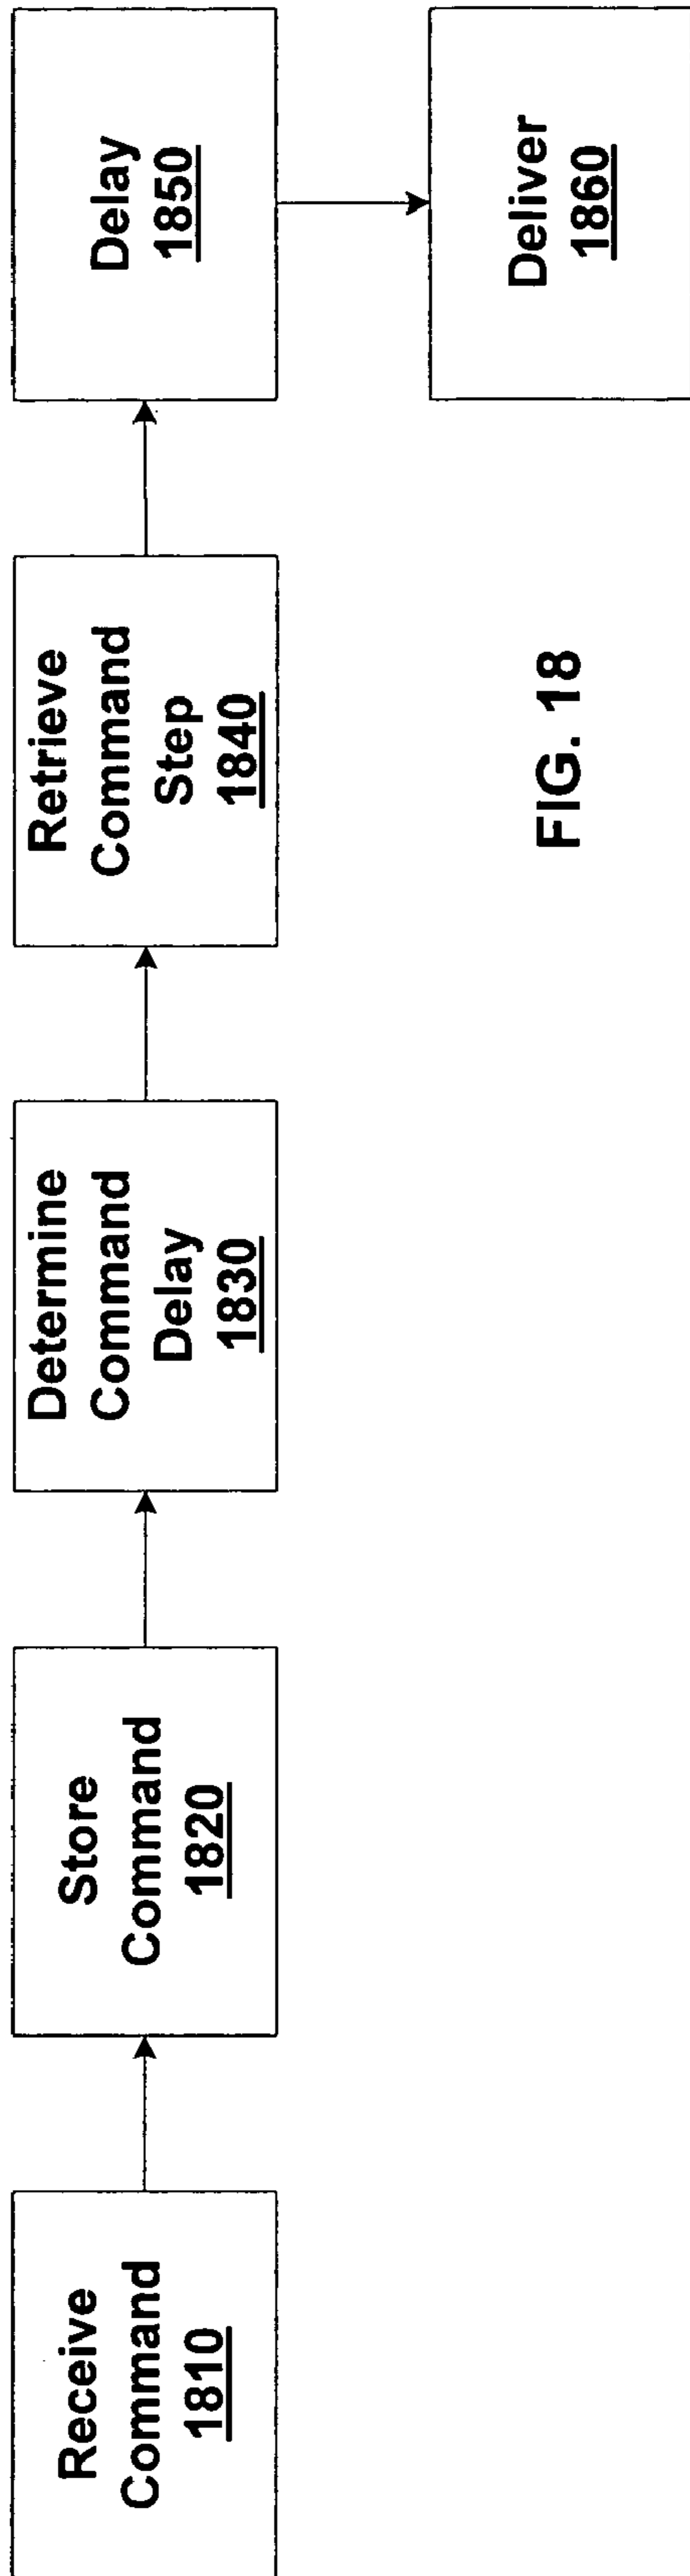 Receive
Command
1810
Store
Command
1820
Determine
Command
Delay
1830
Retrieve
Command
Step
1840
Delay
1850
Deliver
1860
FIG. 18